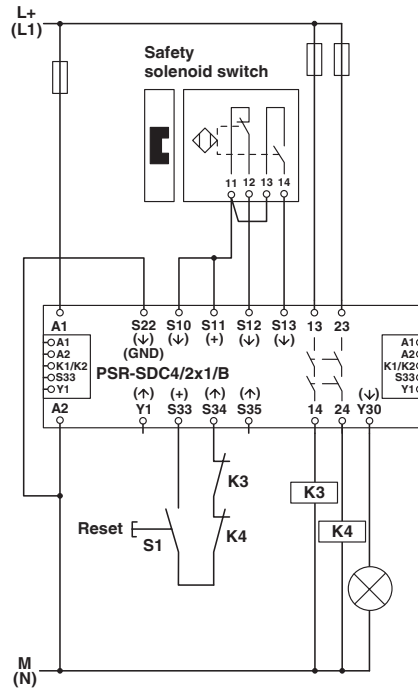 L+
(L1)
Safety
solenoid switch
11 12 13 14
A1 S22 S10 S11 S12 S13 13 23
(↓) (↓) (+) (↓) (↓)
(GND)
A1
A2
K1/K2
S33
Y1
PSR-SDC4/2x1/B
A1
A2
K1/K2
S33
Y1
(↑) (+) (↑) (↑) (↓)
A2 Y1 S33 S34 S35 14 24 Y30
K3
K3
Reset
S1
K4
K4
M
(N)